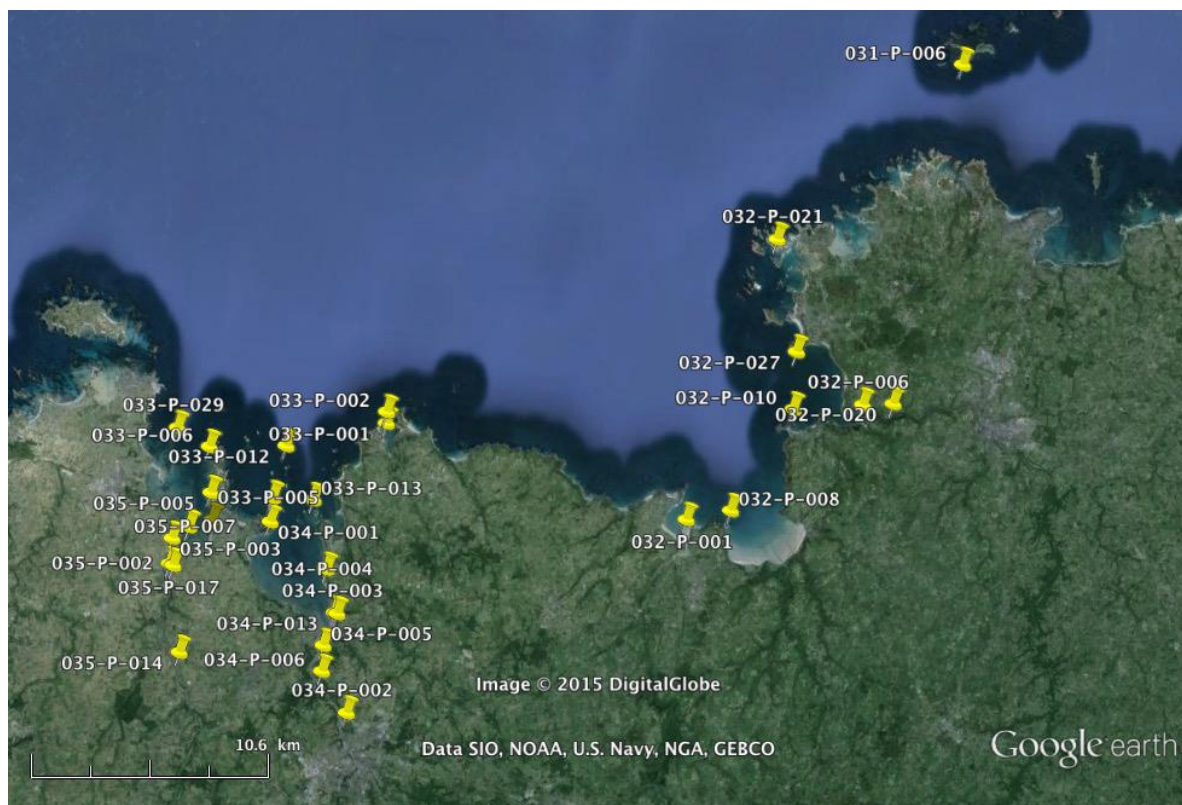 031-P-006
032-P-021
032-P-027
032-P-006
032-P-010
032-P-020
033-P-029
033-P-002
033-P-006
033-P-001
033-P-012
035-P-005
033-P-005
033-P-013
032-P-008
035-P-007
034-P-001
032-P-001
035-P-003
035-P-002
034-P-004
035-P-017
034-P-003
034-P-013
034-P-005
035-P-014
034-P-006
034-P-002
Image © 2015 DigitalGlobe
10.6 km
Data SIO, NOAA, U.S. Navy, NGA, GEBCO
Google earth